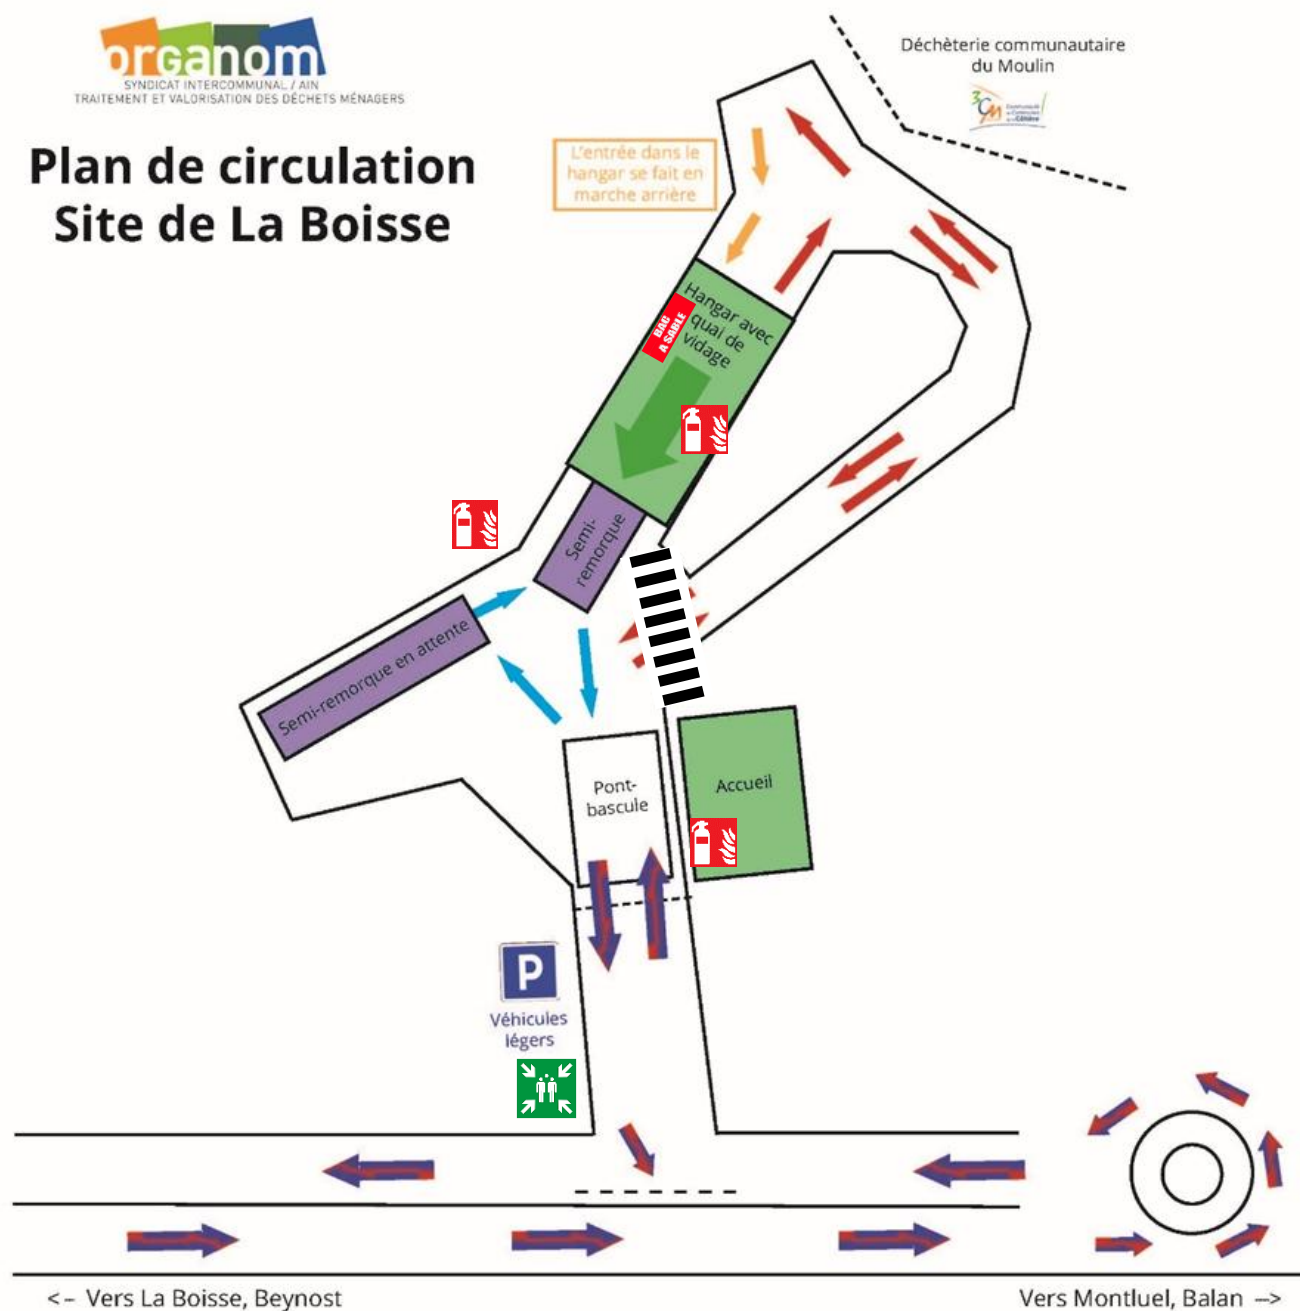 organom
SYNDICAT INTERCOMMUNAL / AIN
TRAITEMENT ET VALORISATION DES DÉCHETS MÉNAGERS
Plan de circulation
Site de La Boisse
Déchèterie communautaire
du Moulin
3CM
L'entrée dans le
hangar se fait en
marche arrière
Hangar avec
quai de
vidage
BAC
A SABLE
Semi-
remorque
Semi-remorque en attente
Pont-
bascule
Accueil
P
Véhicules
légers
<- Vers La Boisse, Beynost
Vers Montluel, Balan ->